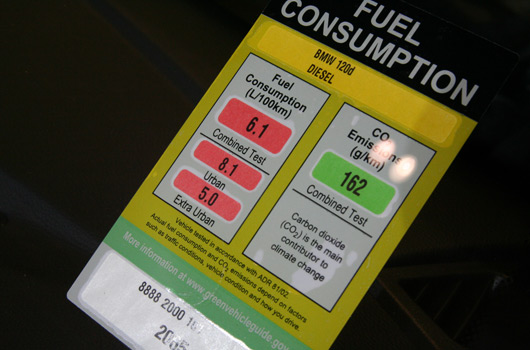 FUEL
CONSUMPTION
BMW 120d
DIESEL
Fuel
Consumption
(L/100km)
6.1
Combined Test
8.1
Urban
5.0
Extra Urban
CO2
Emissions
(g/km)
162
Combined Test
Carbon dioxide
(CO2) is the main
contributor to
climate change
Vehicle tested in accordance with ADR 81/02.
Actual fuel consumption and CO2 emissions depend on factors
such as traffic conditions, vehicle condition and how you drive.
More information at www.greenvehicleguide.gov
8888 2000